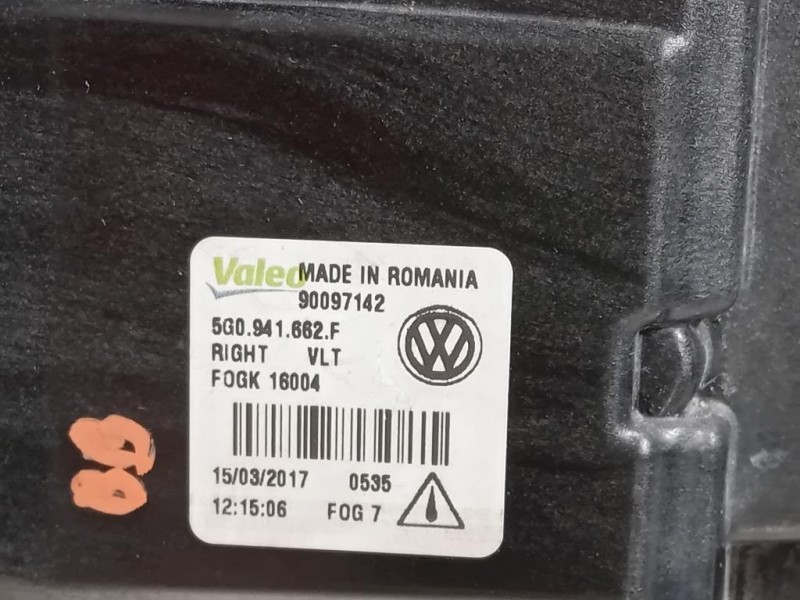 Valeo MADE IN ROMANIA
90097142
5G0.941.662.F
RIGHT VLT
FOGK 16004
15/03/2017 0535
12:15:06 FOG 7